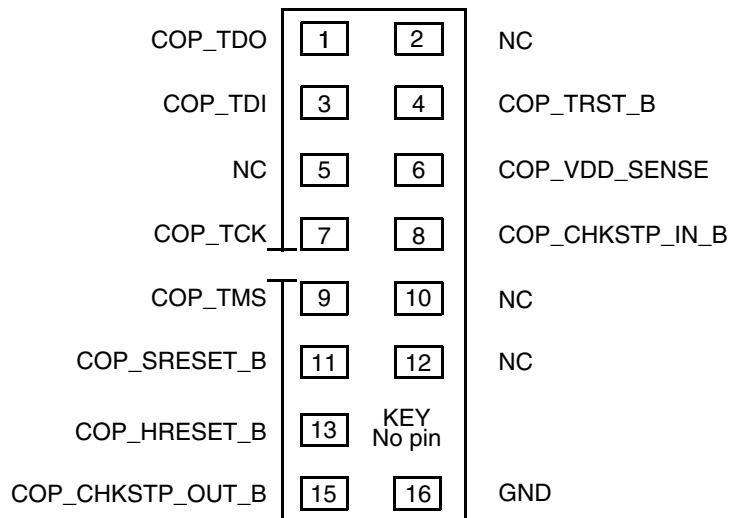 COP_TDO 1 2 NC
COP_TDI 3 4 COP_TRST_B
NC 5 6 COP_VDD_SENSE
COP_TCK 7 8 COP_CHKSTP_IN_B
COP_TMS 9 10 NC
COP_SRESET_B 11 12 NC
COP_HRESET_B 13 KEY
No pin
COP_CHKSTP_OUT_B 15 16 GND